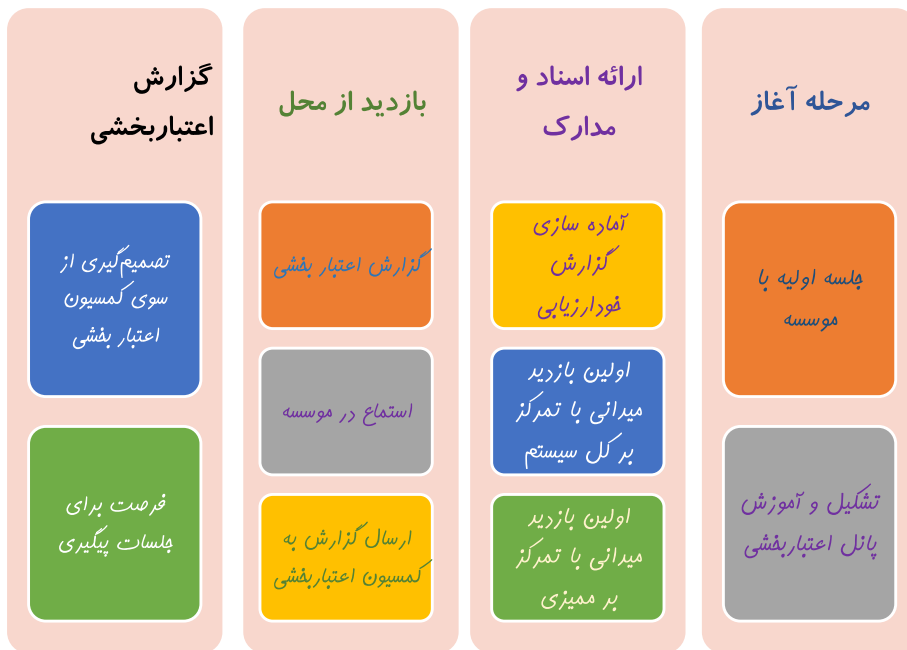 مرحله آغاز
جلسه اولیه با
موسسه
تشکیل و آموزش
پانل اعتباربخشی
ارائه اسناد و
مدارک
آماده سازی
گزارش
خودارزیابی
اولین بازدید
میدانی با تمرکز
بر کل سیستم
اولین بازدید
میدانی با تمرکز
بر ممیزی
بازدید از محل
گزارش اعتبار بخشی
استماع در موسسه
ارسال گزارش به
کمسیون اعتباربخشی
گزارش
اعتباربخشی
تصمیم‌گیری از
سوی کمسیون
اعتبار بخشی
فرصت برای
جلسات پیگیری